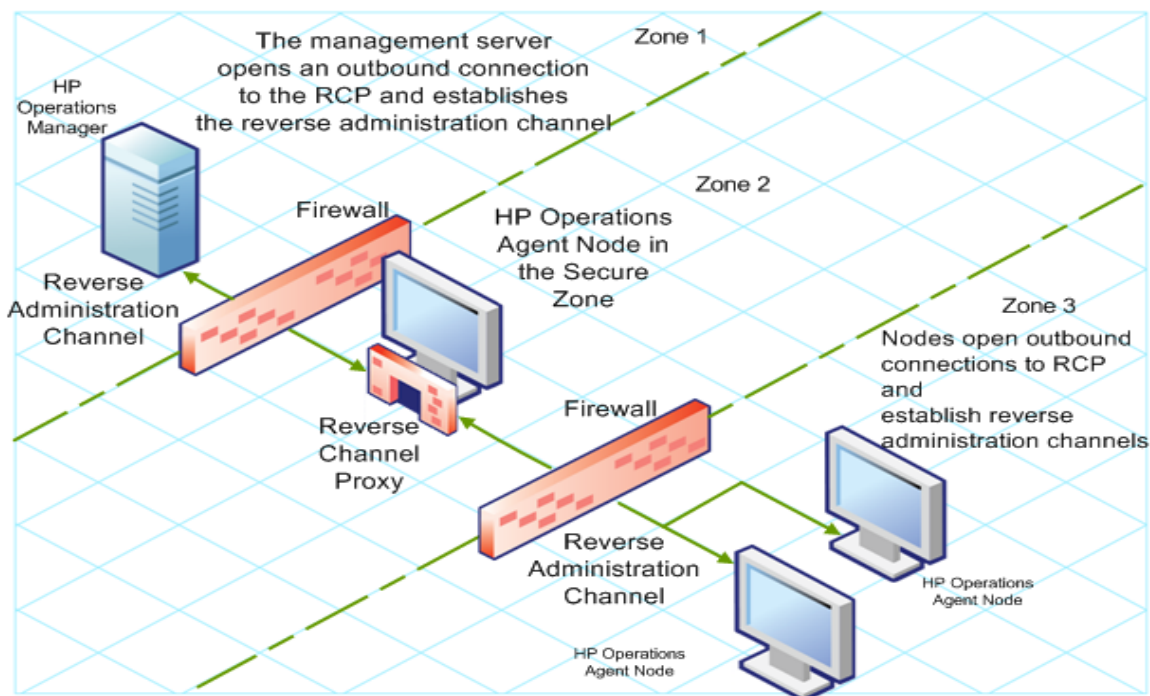 The management server
opens an outbound connection
to the RCP and establishes
the reverse administration channel
Zone 1
HP
Operations
Manager
Zone 2
Firewall
HP Operations
Agent Node in
the Secure
Zone
Reverse
Administration
Channel
Zone 3
Nodes open outbound
connections to RCP
and
establish reverse
administration channels
Firewall
Reverse
Channel
Proxy
Reverse
Administration
Channel
HP Operations
Agent Node
HP Operations
Agent Node